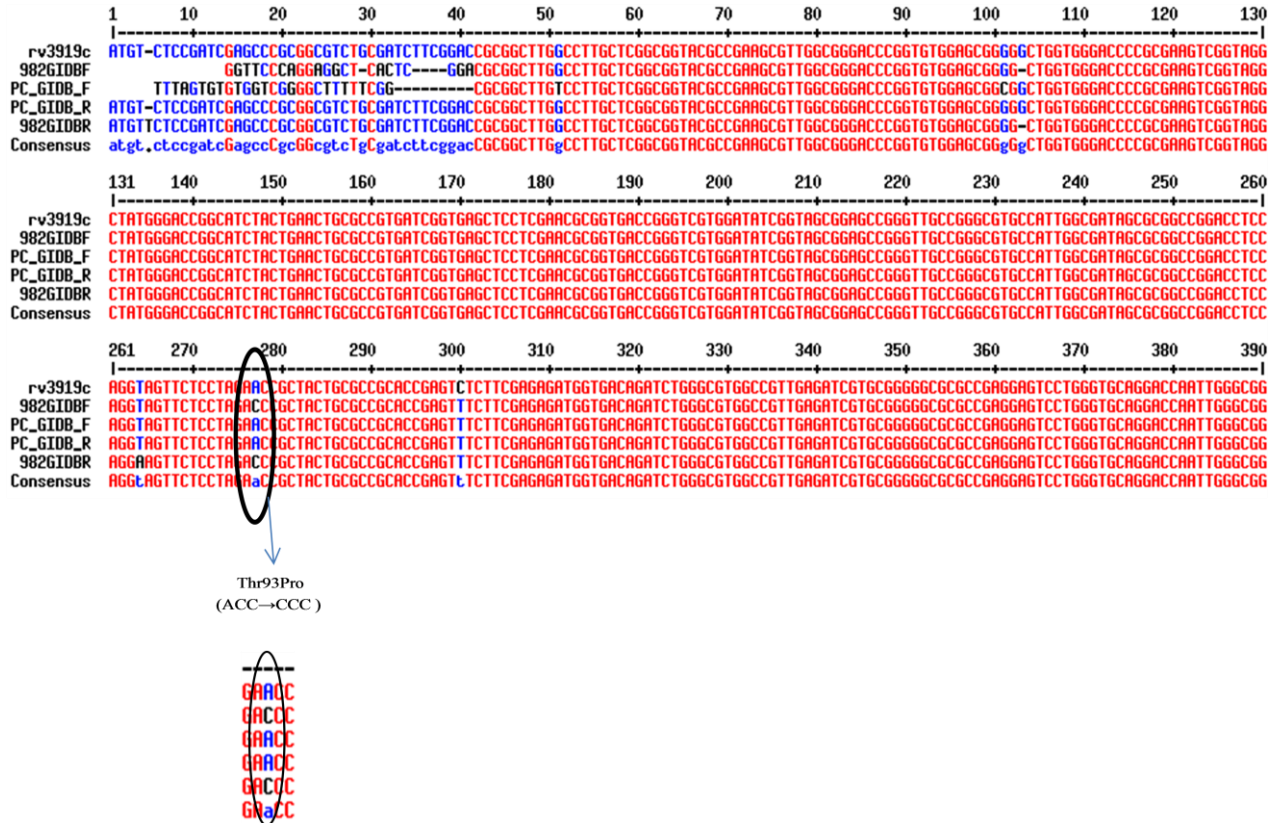 1 10 20 30 40 50 60 70 80 90 100 110 120 130
rv3919c ATGT-CTCCGATCGAGCCCGCGGCGTCTGCGATCTTCGGACCGCGGCTTGGCCTTGCTCGGCGGTACGCCGAAGCGTTGGCGGGACCCGGTGTGGAGCGGGGGCTGGTGGGACCCCGCGAAGTCGGTAGG
982GIDBF GGTTCCCAGGAGGCT-CACTC----GGACGCGGCTTGGCCTTGCTCGGCGGTACGCCGAAGCGTTGGCGGGACCCGGTGTGGAGCGGGG-CTGGTGGGACCCCGCGAAGTCGGTAGG
PC_GIDB_F TTTAGTGTGTGGTCGGGGCTTTTTCGG---------CGCGGCTTGTCCTTGCTCGGCGGTACGCCGAAGCGTTGGCGGGACCCGGTGTGGAGCGGCGGCTGGTGGGACCCCGCGAAGTCGGTAGG
PC_GIDB_R ATGT-CTCCGATCGAGCCCGCGGCGTCTGCGATCTTCGGACCGCGGCTTGGCCTTGCTCGGCGGTACGCCGAAGCGTTGGCGGGACCCGGTGTGGAGCGGGGGCTGGTGGGACCCCGCGAAGTCGGTAGG
982GIDBR ATGTTCTCCGATCGAGCCCGCGGCGTCTGCGATCTTCGGACCGCGGCTTGGCCTTGCTCGGCGGTACGCCGAAGCGTTGGCGGGACCCGGTGTGGAGCGGGG-CTGGTGGGACCCCGCGAAGTCGGTAGG
Consensus atgt.ctccgatcGagccCgcGGcgtcTgCgatcttcggacCGCGGCTTGgCCTTGCTCGGCGGTACGCCGAAGCGTTGGCGGGACCCGGTGTGGAGCGGgGgCTGGTGGGACCCCGCGAAGTCGGTAGG
131 140 150 160 170 180 190 200 210 220 230 240 250 260
rv3919c CTATGGGACCGGCATCTACTGAACTGCGCCGTGATCGGTGAGCTCCTCGAACGCGGTGACCGGGTCGTGGATATCGGTAGCGGAGCCGGGTTGCCGGGCGTGCCATTGGCGATAGCGCGGCCGGACCTCC
982GIDBF CTATGGGACCGGCATCTACTGAACTGCGCCGTGATCGGTGAGCTCCTCGAACGCGGTGACCGGGTCGTGGATATCGGTAGCGGAGCCGGGTTGCCGGGCGTGCCATTGGCGATAGCGCGGCCGGACCTCC
PC_GIDB_F CTATGGGACCGGCATCTACTGAACTGCGCCGTGATCGGTGAGCTCCTCGAACGCGGTGACCGGGTCGTGGATATCGGTAGCGGAGCCGGGTTGCCGGGCGTGCCATTGGCGATAGCGCGGCCGGACCTCC
PC_GIDB_R CTATGGGACCGGCATCTACTGAACTGCGCCGTGATCGGTGAGCTCCTCGAACGCGGTGACCGGGTCGTGGATATCGGTAGCGGAGCCGGGTTGCCGGGCGTGCCATTGGCGATAGCGCGGCCGGACCTCC
982GIDBR CTATGGGACCGGCATCTACTGAACTGCGCCGTGATCGGTGAGCTCCTCGAACGCGGTGACCGGGTCGTGGATATCGGTAGCGGAGCCGGGTTGCCGGGCGTGCCATTGGCGATAGCGCGGCCGGACCTCC
Consensus CTATGGGACCGGCATCTACTGAACTGCGCCGTGATCGGTGAGCTCCTCGAACGCGGTGACCGGGTCGTGGATATCGGTAGCGGAGCCGGGTTGCCGGGCGTGCCATTGGCGATAGCGCGGCCGGACCTCC
261 270 280 290 300 310 320 330 340 350 360 370 380 390
rv3919c AGGTAGTTCTCCTAGAACCGCTACTGCGCCGCACCGAGTCTCTTCGAGAGATGGTGACAGATCTGGGCGTGGCCGTTGAGATCGTGCGGGGGCGCGCCGAGGAGTCCTGGGTGCAGGACCAATTGGGCGG
982GIDBF AGGTAGTTCTCCTAGACCCGCTACTGCGCCGCACCGAGTTTCTTCGAGAGATGGTGACAGATCTGGGCGTGGCCGTTGAGATCGTGCGGGGGCGCGCCGAGGAGTCCTGGGTGCAGGACCAATTGGGCGG
PC_GIDB_F AGGTAGTTCTCCTAGAACCGCTACTGCGCCGCACCGAGTTTCTTCGAGAGATGGTGACAGATCTGGGCGTGGCCGTTGAGATCGTGCGGGGGCGCGCCGAGGAGTCCTGGGTGCAGGACCAATTGGGCGG
PC_GIDB_R AGGTAGTTCTCCTAGAACCGCTACTGCGCCGCACCGAGTTTCTTCGAGAGATGGTGACAGATCTGGGCGTGGCCGTTGAGATCGTGCGGGGGCGCGCCGAGGAGTCCTGGGTGCAGGACCAATTGGGCGG
982GIDBR AGGAAGTTCTCCTAGACCCGCTACTGCGCCGCACCGAGTTTCTTCGAGAGATGGTGACAGATCTGGGCGTGGCCGTTGAGATCGTGCGGGGGCGCGCCGAGGAGTCCTGGGTGCAGGACCAATTGGGCGG
Consensus AGGtAGTTCTCCTAGAaCCGCTACTGCGCCGCACCGAGTtTCTTCGAGAGATGGTGACAGATCTGGGCGTGGCCGTTGAGATCGTGCGGGGGCGCGCCGAGGAGTCCTGGGTGCAGGACCAATTGGGCGG
Thr93Pro
(ACC→CCC )
GAACC
GACCC
GAACC
GAACC
GACCC
GAaCC